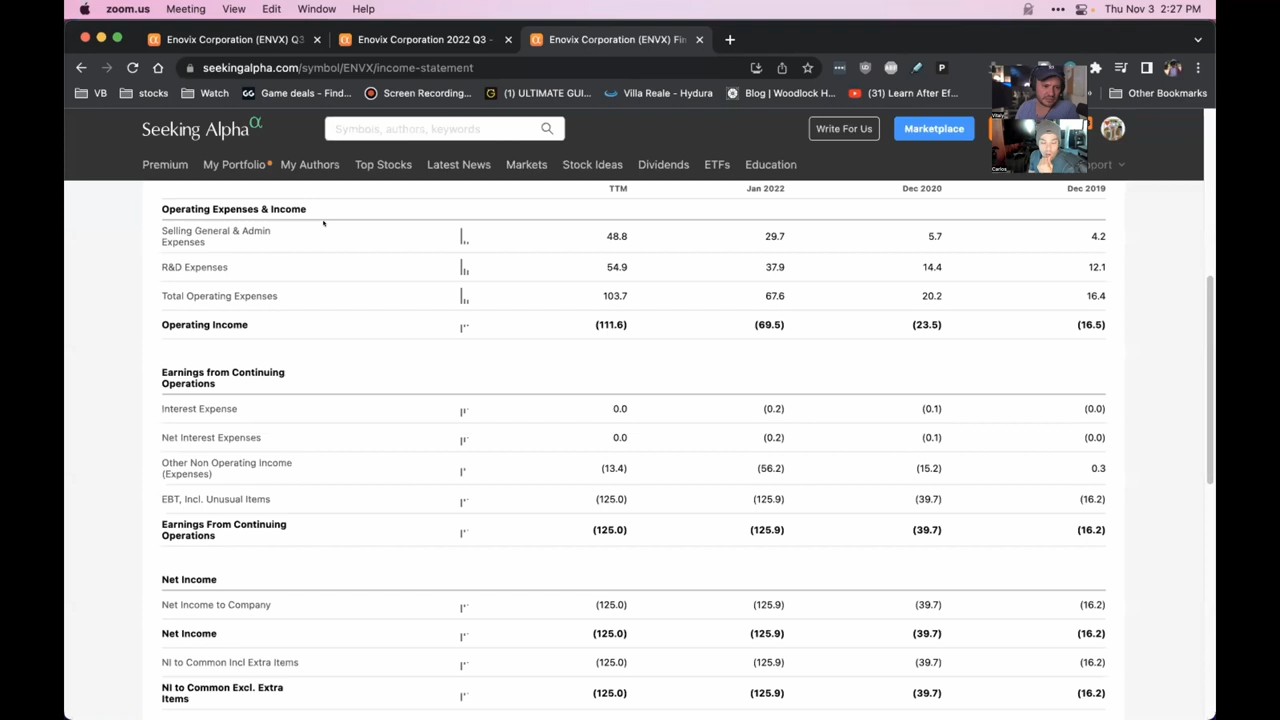 zoom.us Meeting View Edit Window Help ••• Thu Nov 3 2:27 PM
Enovix Corporation (ENVX) Q3 × Enovix Corporation 2022 Q3 - × Enovix Corporation (ENVX) Fin × +
seekingalpha.com/symbol/ENVX/income-statement P
VB stocks Watch GG Game deals - Find... Screen Recording... G (1) ULTIMATE GUI... Villa Reale - Hydura Blog | Woodlock H... (31) Learn After Ef... Other Bookmarks
Vitaly
Seeking Alpha α Symbols, authors, keywords Write For Us Marketplace
Carlos
Premium My Portfolio My Authors Top Stocks Latest News Markets Stock Ideas Dividends ETFs Education port
TTM Jan 2022 Dec 2020 Dec 2019
Operating Expenses & Income
Selling General & Admin
Expenses 48.8 29.7 5.7 4.2
R&D Expenses 54.9 37.9 14.4 12.1
Total Operating Expenses 103.7 67.6 20.2 16.4
Operating Income (111.6) (69.5) (23.5) (16.5)
Earnings from Continuing
Operations
Interest Expense 0.0 (0.2) (0.1) (0.0)
Net Interest Expenses 0.0 (0.2) (0.1) (0.0)
Other Non Operating Income
(Expenses) (13.4) (56.2) (15.2) 0.3
EBT, Incl. Unusual Items (125.0) (125.9) (39.7) (16.2)
Earnings From Continuing
Operations (125.0) (125.9) (39.7) (16.2)
Net Income
Net Income to Company (125.0) (125.9) (39.7) (16.2)
Net Income (125.0) (125.9) (39.7) (16.2)
NI to Common Incl Extra Items (125.0) (125.9) (39.7) (16.2)
NI to Common Excl. Extra
Items (125.0) (125.9) (39.7) (16.2)